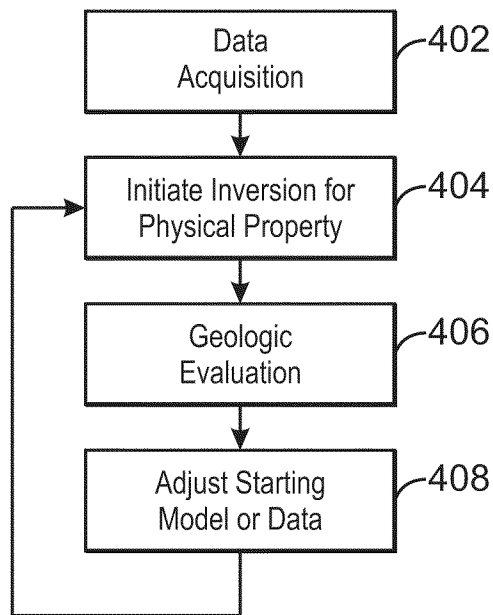 Data
Acquisition
402
Initiate Inversion for
Physical Property
404
Geologic
Evaluation
406
Adjust Starting
Model or Data
408